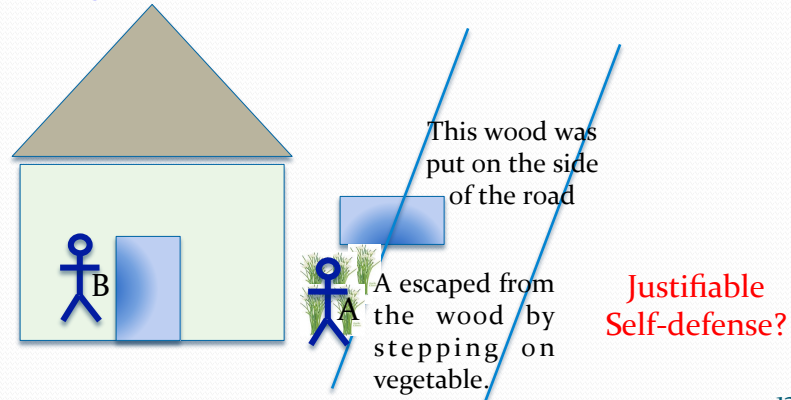 This wood was
put on the side
of the road
B
A
A escaped from
the wood by
stepping on
vegetable.
Justifiable
Self-defense?